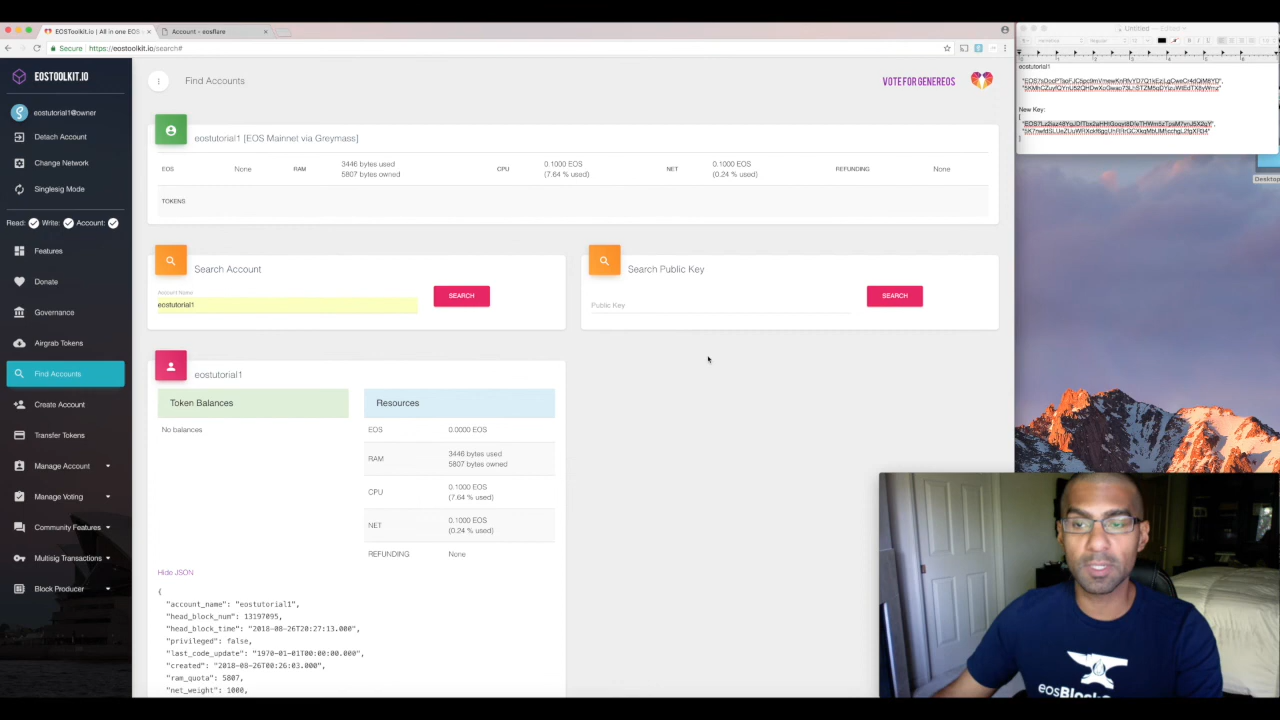 EOSToolkit.io | All in one EOS
Account - eosflare
Untitled — Edited
Secure
https://eostoolkit.io/search#
EOSTOOLKIT.IO
Find Accounts
VOTE FOR GENEREOS
eostutorial1
New Key:
[
]
Desktop
eostutorial1@owner
Detach Account
Change Network
Singlesig Mode
Read:
Write:
Account:
Features
Donate
Governance
Airgrab Tokens
Find Accounts
Create Account
Transfer Tokens
Manage Account
Manage Voting
Community Features
Multisig Transactions
Block Producer
eostutorial1 [EOS Mainnet via Greymass]
EOS None RAM 3446 bytes used CPU 0.1000 EOS NET 0.1000 EOS REFUNDING None
5807 bytes owned (7.64 % used) (0.24 % used)
TOKENS
Search Account
Account Name
eostutorial1
SEARCH
Search Public Key
Public Key
SEARCH
eostutorial1
Token Balances
No balances
Resources
EOS 0.0000 EOS
RAM 3446 bytes used
5807 bytes owned
CPU 0.1000 EOS
(7.64 % used)
NET 0.1000 EOS
(0.24 % used)
REFUNDING None
Hide JSON
{
"account_name": "eostutorial1",
"head_block_num": 13197095,
"head_block_time": "2018-08-26T20:27:13.000",
"privileged": false,
"last_code_update": "1970-01-01T00:00:00.000",
"created": "2018-08-26T00:26:03.000",
"ram_quota": 5807,
"net_weight": 1000,